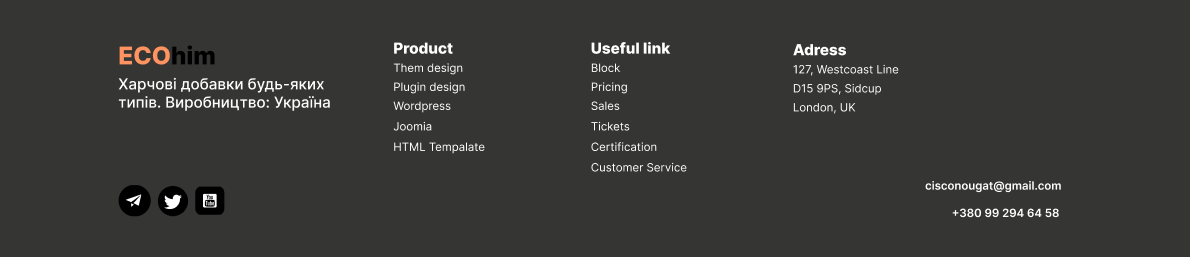 ECOhim
Харчові добавки будь-яких
типів. Виробництво: Україна
Product
Them design
Plugin design
Wordpress
Joomia
HTML Tempalate
Useful link
Block
Pricing
Sales
Tickets
Certification
Customer Service
Adress
127, Westcoast Line
D15 9PS, Sidcup
London, UK
You
Tube
cisconougat@gmail.com
+380 99 294 64 58